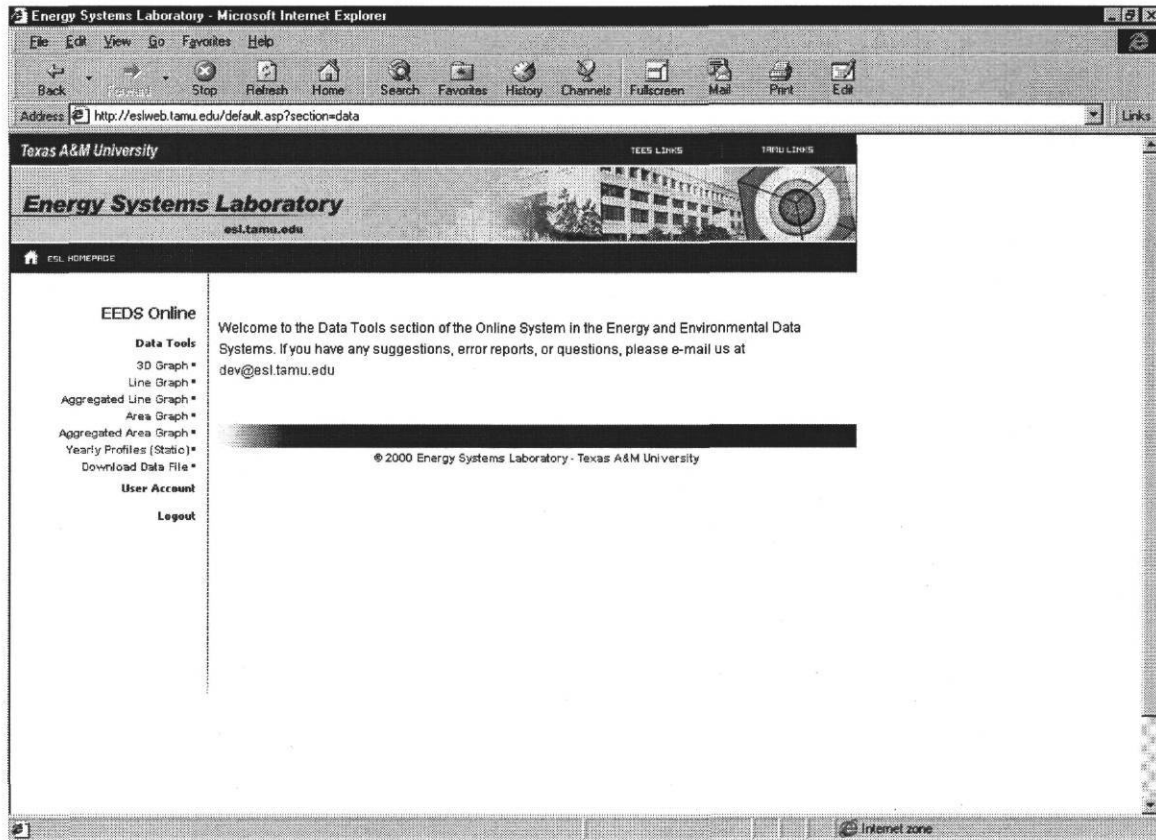 Energy Systems Laboratory - Microsoft Internet Explorer
File Edit View Go Favorites Help
Back Forward Stop Refresh Home Search Favorites History Channels Fullscreen Mail Print Edit
Address http://eslweb.tamu.edu/default.asp?section=data Links
Texas A&M University TEES LINKS TAMU LINKS
Energy Systems Laboratory
esl.tamu.edu
ESL HOMEPAGE
EEDS Online
Data Tools
3D Graph
Line Graph
Aggregated Line Graph
Area Graph
Aggregated Area Graph
Yearly Profiles (Static)
Download Data File
User Account
Logout
Welcome to the Data Tools section of the Online System in the Energy and Environmental Data
Systems. If you have any suggestions, error reports, or questions, please e-mail us at
dev@esl.tamu.edu
© 2000 Energy Systems Laboratory - Texas A&M University
Internet zone